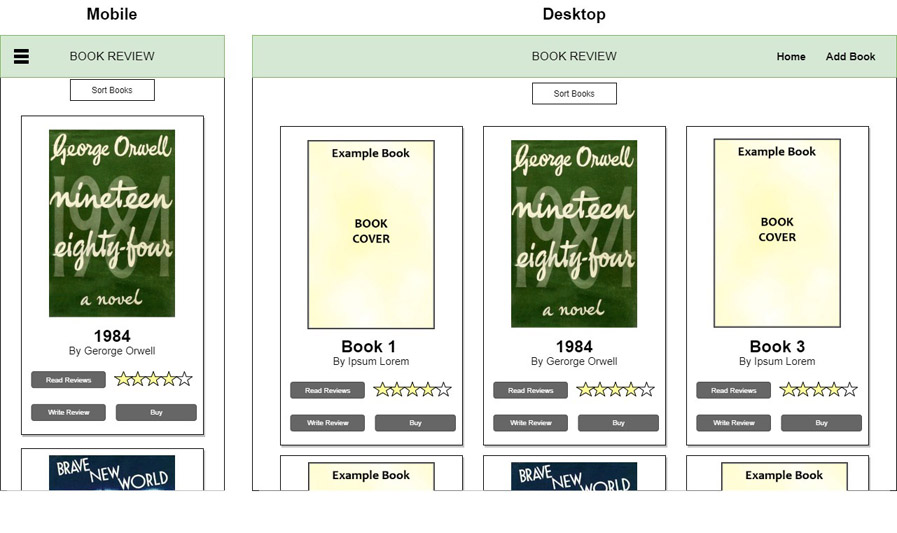 Mobile
BOOK REVIEW
Sort Books
George Orwell
1984
nineteen
eighty-four
a novel
1984
By Gerorge Orwell
Read Reviews
Write Review
Buy
BRAVE NEW WORLD
Desktop
BOOK REVIEW
Home
Add Book
Sort Books
Example Book
BOOK
COVER
Book 1
By Ipsum Lorem
Read Reviews
Write Review
Buy
George Orwell
1984
nineteen
eighty-four
a novel
1984
By Gerorge Orwell
Read Reviews
Write Review
Buy
Example Book
BOOK
COVER
Book 3
By Ipsum Lorem
Read Reviews
Write Review
Buy
Example Book
BRAVE NEW WORLD
Example Book